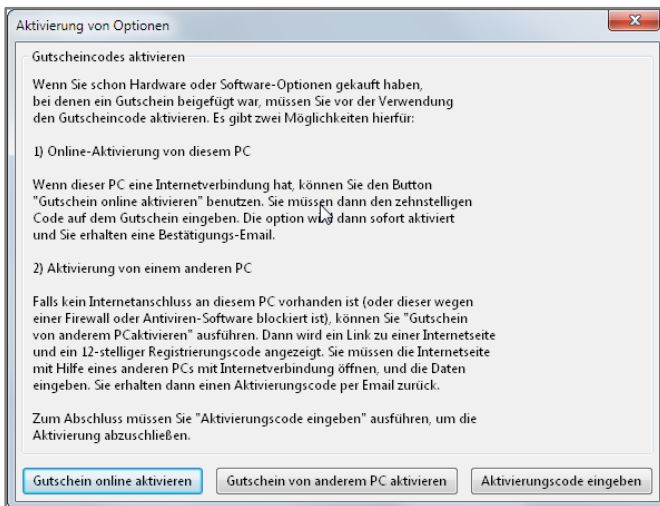 Aktivierung von Optionen
Gutscheincodes aktivieren
Wenn Sie schon Hardware oder Software-Optionen gekauft haben,
bei denen ein Gutschein beigefügt war, müssen Sie vor der Verwendung
den Gutscheincode aktivieren. Es gibt zwei Möglichkeiten hierfür:
1) Online-Aktivierung von diesem PC
Wenn dieser PC eine Internetverbindung hat, können Sie den Button
"Gutschein online aktivieren" benutzen. Sie müssen dann den zehnstelligen
Code auf dem Gutschein eingeben. Die option wird dann sofort aktiviert
und Sie erhalten eine Bestätigungs-Email.
2) Aktivierung von einem anderen PC
Falls kein Internetanschluss an diesem PC vorhanden ist (oder dieser wegen
einer Firewall oder Antiviren-Software blockiert ist), können Sie "Gutschein
von anderem PCaktivieren" ausführen. Dann wird ein Link zu einer Internetseite
und ein 12-stelliger Registrierungscode angezeigt. Sie müssen die Internetseite
mit Hilfe eines anderen PCs mit Internetverbindung öffnen, und die Daten
eingeben. Sie erhalten dann einen Aktivierungscode per Email zurück.
Zum Abschluss müssen Sie "Aktivierungscode eingeben" ausführen, um die
Aktivierung abzuschließen.
Gutschein online aktivieren Gutschein von anderem PC aktivieren Aktivierungscode eingeben